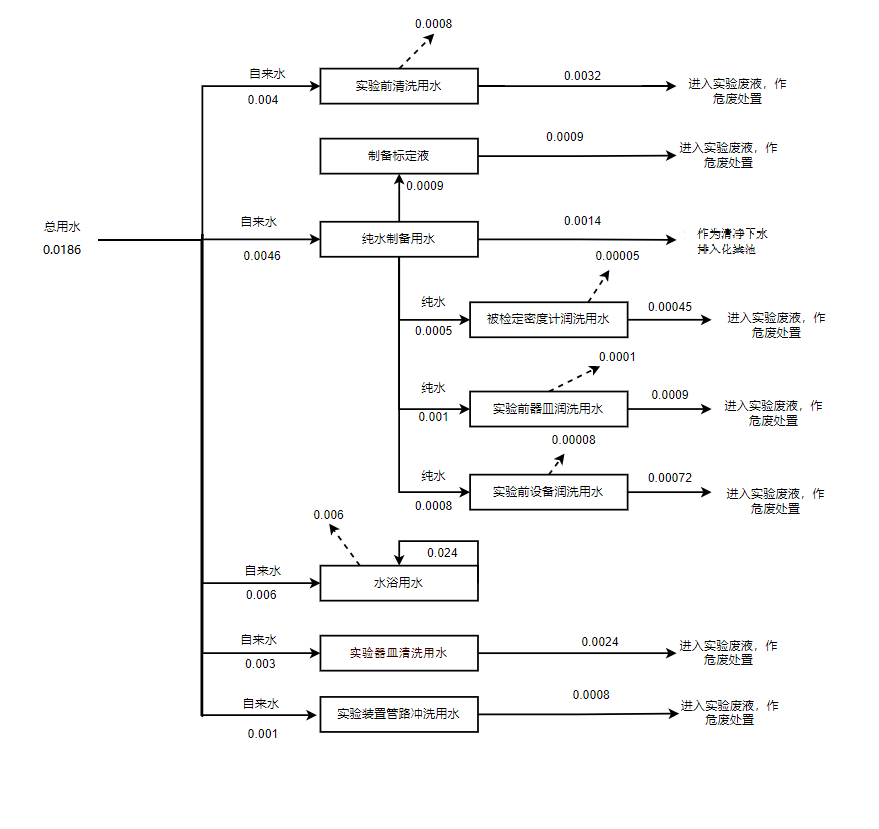 0.0008
自来水
0.004
实验前清洗用水
0.0032
进入实验废液，作
危废处置
制备标定液
0.0009
进入实验废液，作
危废处置
0.0009
总用水
0.0186
自来水
0.0046
纯水制备用水
0.0014
作为清净下水
排入化粪池
0.00005
纯水
0.0005
被检定密度计润洗用水
0.00045
进入实验废液，作
危废处置
0.0001
纯水
0.001
实验前器皿润洗用水
0.0009
进入实验废液，作
危废处置
0.00008
纯水
0.0008
实验前设备润洗用水
0.00072
进入实验废液，作
危废处置
0.006
0.024
自来水
0.006
水浴用水
自来水
0.003
实验器皿清洗用水
0.0024
进入实验废液，作
危废处置
自来水
0.001
实验装置管路冲洗用水
0.0008
进入实验废液，作
危废处置